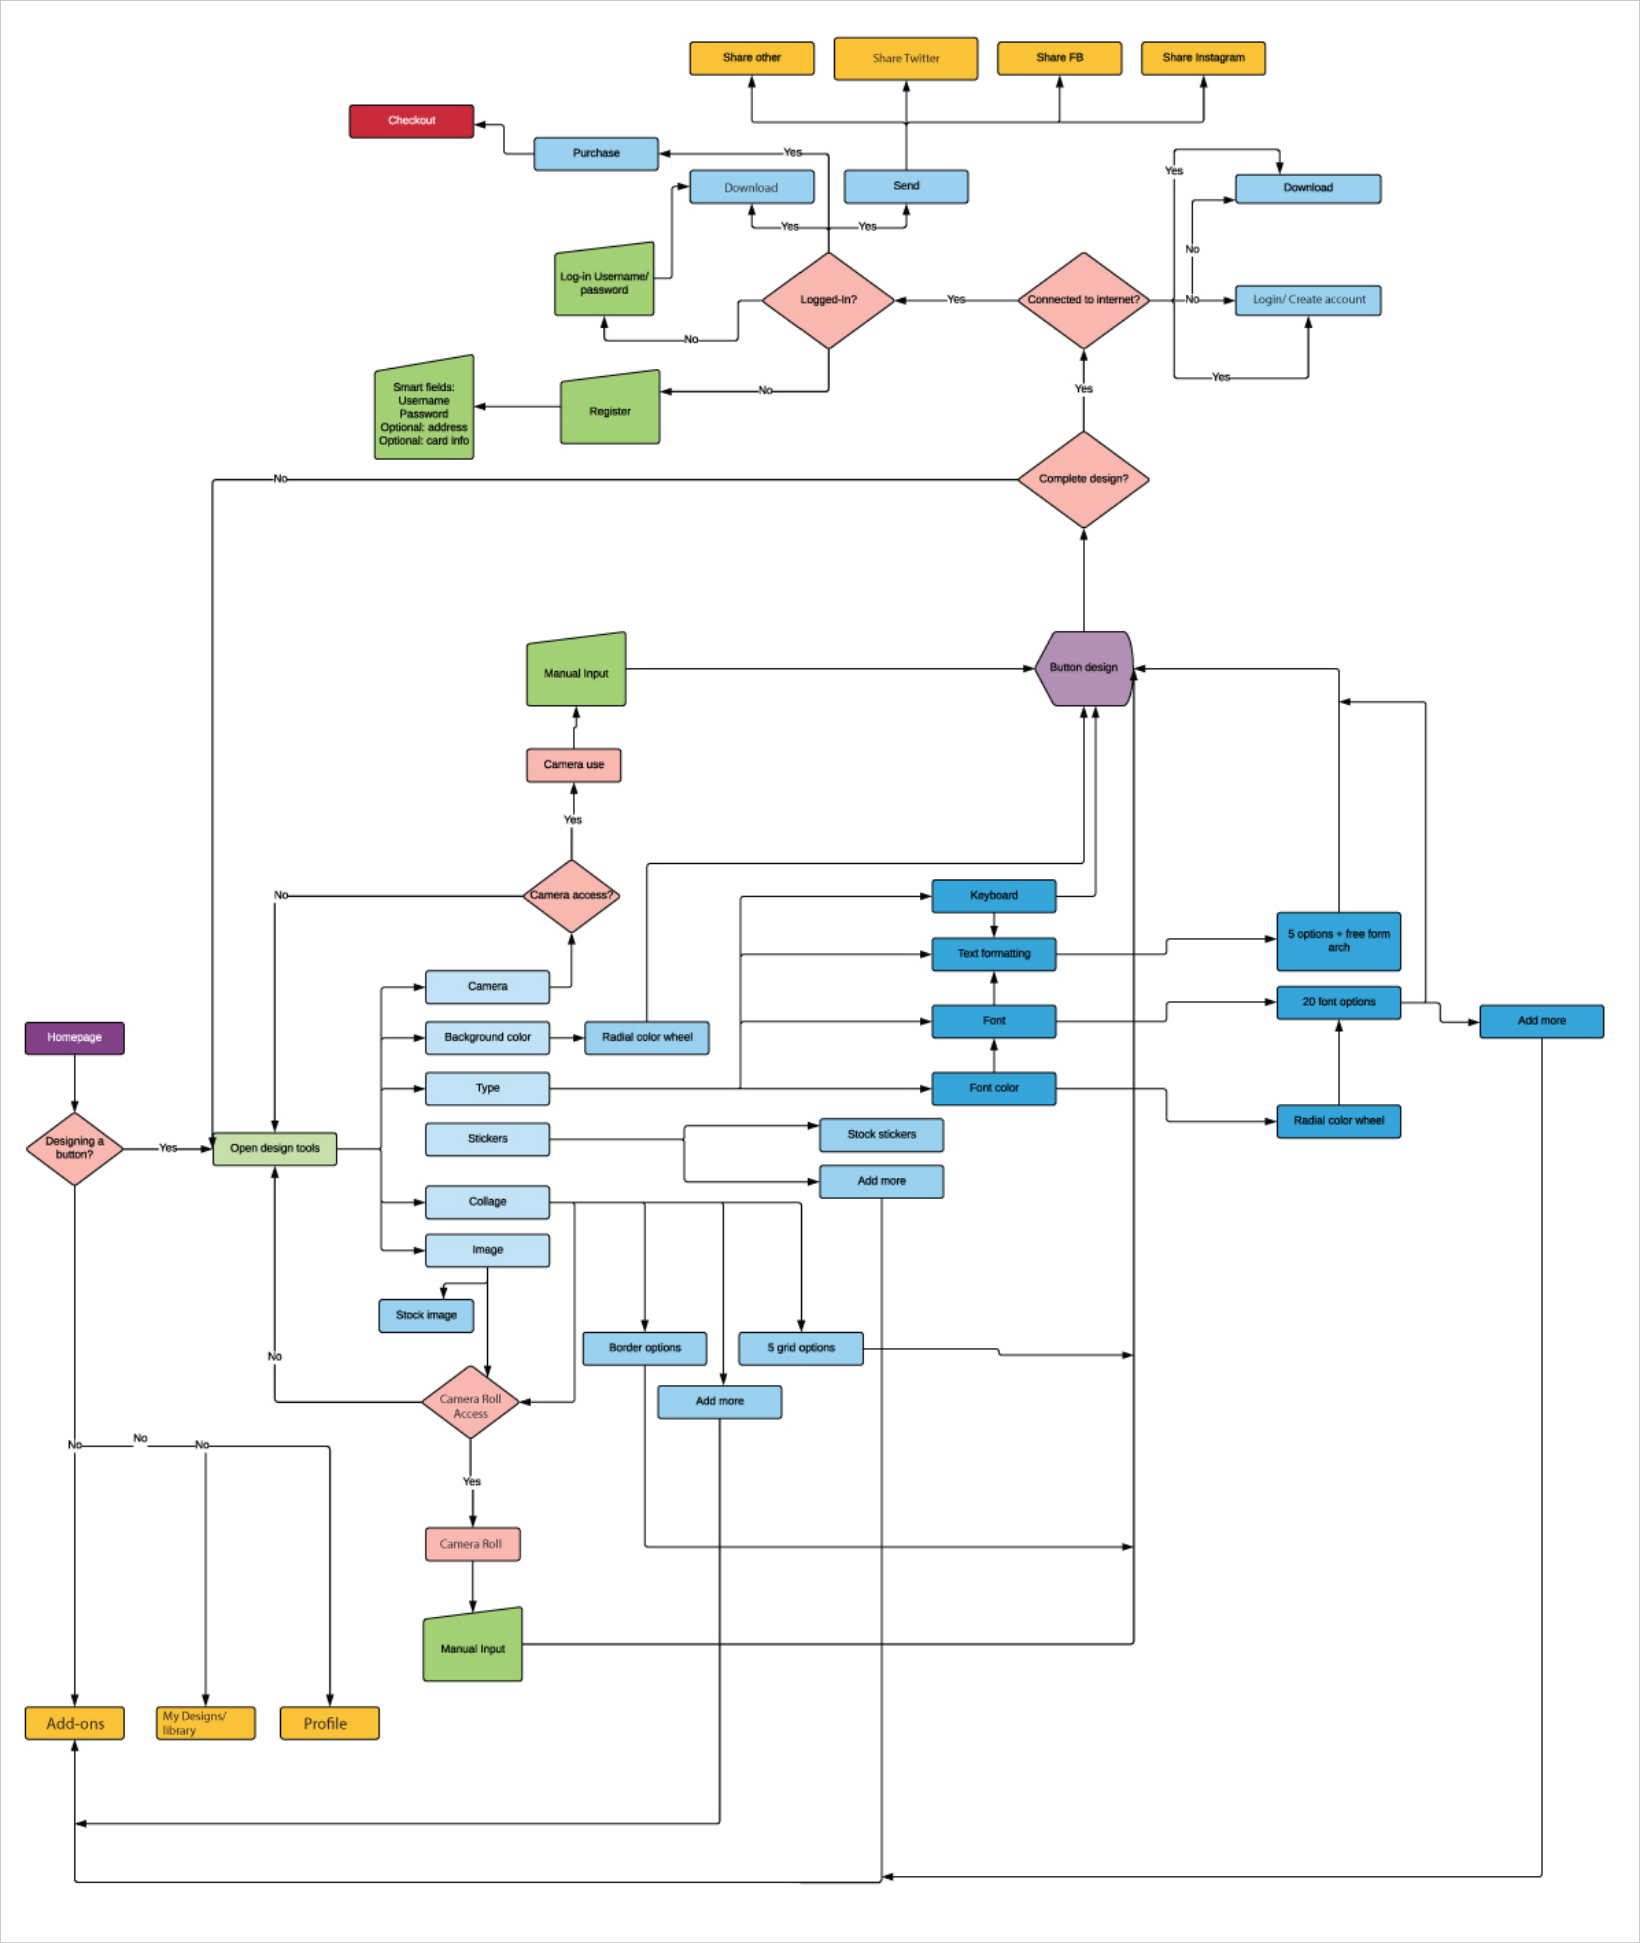 Share other
Share Twitter
Share FB
Share Instagram
Checkout
Purchase
Yes
Yes
Download
Send
Download
Yes
Yes
No
Log-in Username/
password
Logged-In?
Yes
Connected to internet?
No
Login/ Create account
No
Yes
Yes
No
Smart fields:
Username
Password
Optional: address
Optional: card info
Register
No
Complete design?
Manual Input
Button design
Camera use
Yes
No
Camera access?
Keyboard
5 options + free form
arch
Text formatting
Camera
20 font options
Add more
Font
Homepage
Background color
Radial color wheel
Type
Font color
Radial color wheel
Stickers
Stock stickers
Designing a
button?
Yes
Open design tools
Add more
Collage
Image
Stock image
Border options
5 grid options
No
Camera Roll
Access
Add more
No
No
No
Yes
Camera Roll
Manual Input
Add-ons
My Designs/
library
Profile